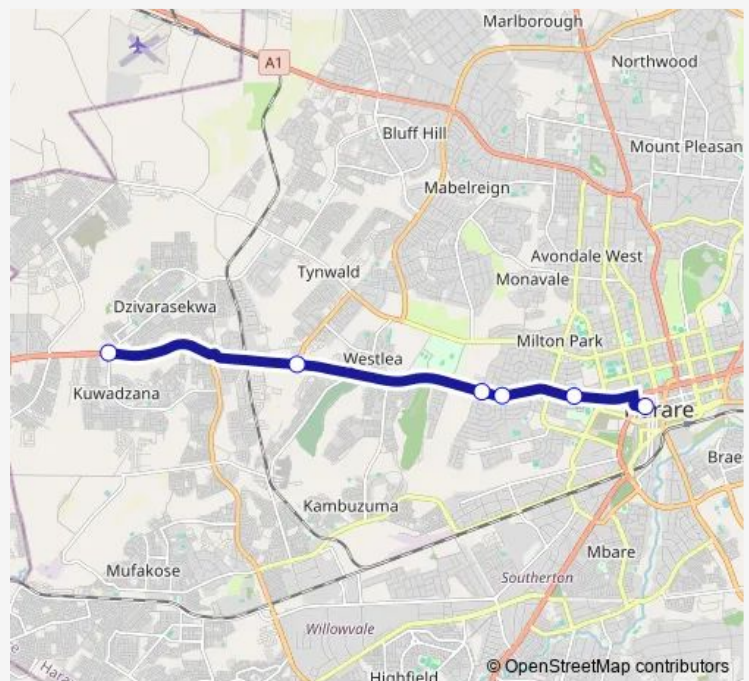 Marlborough
Northwood
A1
Bluff Hill
Mount Pleasan
Mabelreign
Avondale West
Tynwald
Monavale
Dzivarasekwa
Milton Park
Westlea
Kuwadzana
Harare
Braes
Kambuzuma
Mbare
Mufakose
Southerton
Willowvale
Highfield
© OpenStreetMap contributors